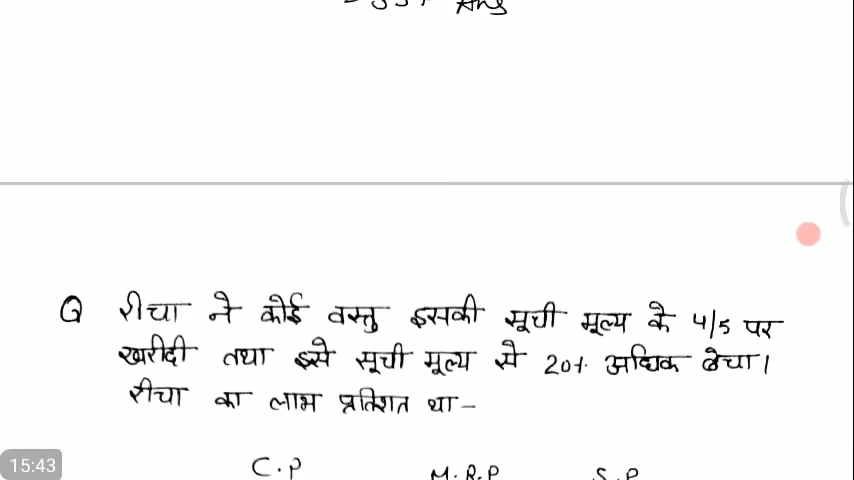 Ans
Q रीचा ने कोई वस्तु इसकी सूची मूल्य के 4/5 पर
खरीदी तथा इसे सूची मूल्य से 20% अधिक बेचा।
रीचा का लाभ प्रतिशत था -
C.P M.R.P S.P
15:43